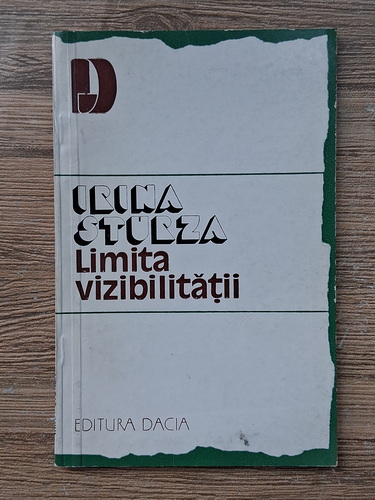 D
IRINA
STURZA
Limita
vizibilității
EDITURA DACIA